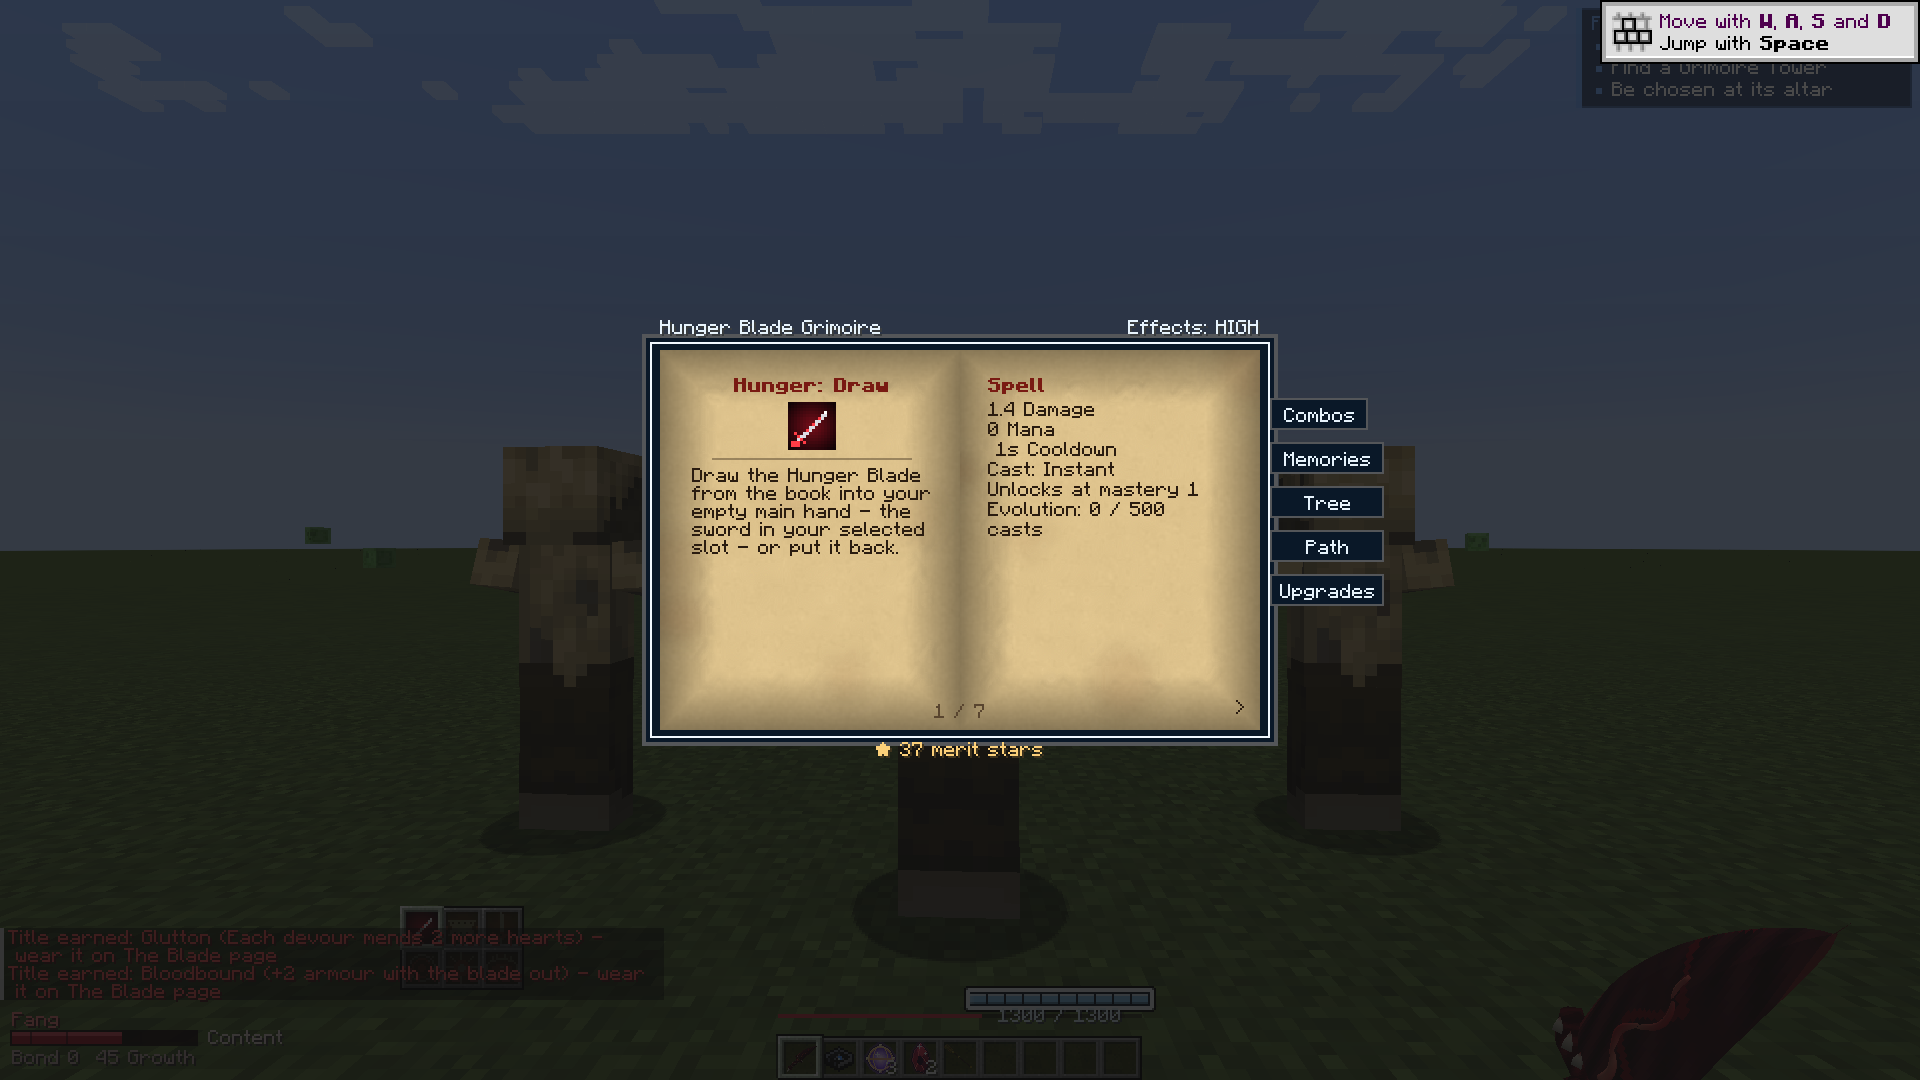 Move with W, A, S and D
Jump with Space
Find a Grimoire Tower
Be chosen at its altar
Hunger Blade Grimoire
Effects: HIGH
Hunger: Draw
Draw the Hunger Blade
from the book into your
empty main hand - the
sword in your selected
slot - or put it back.
Spell
1.4 Damage
0 Mana
1s Cooldown
Cast: Instant
Unlocks at mastery 1
Evolution: 0 / 500
casts
1 / 7
>
Combos
Memories
Tree
Path
Upgrades
★ 37 merit stars
Title earned: Glutton (Each devour mends 2 more hearts) -
wear it on The Blade page
Title earned: Bloodbound (+2 armour with the blade out) - wear
it on The Blade page
Fang
Content
Bond 0 45 Growth
1300 / 1300
3
2